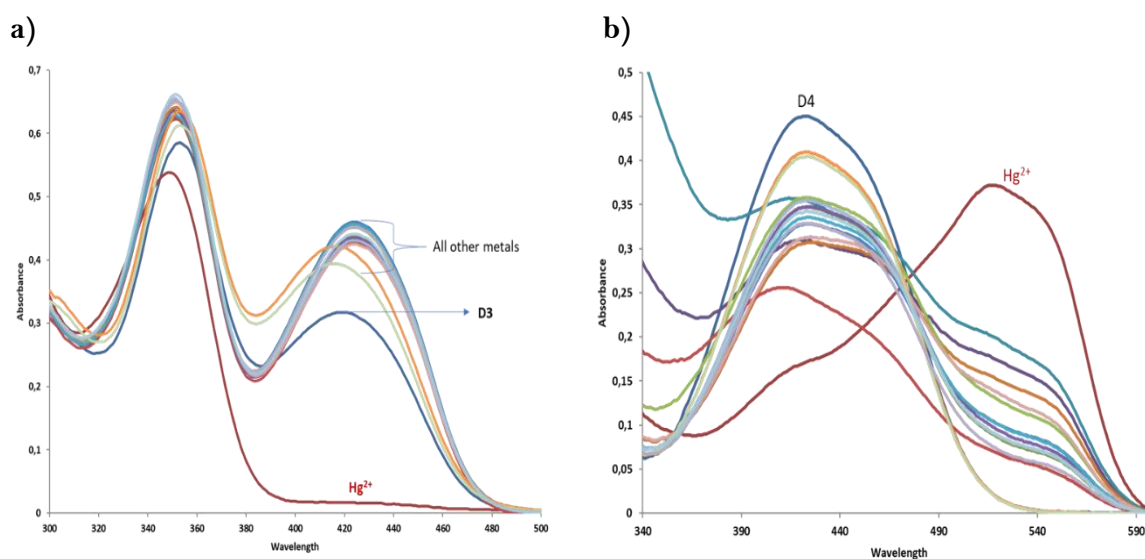 a)
0,7
0,6
0,5
0,4
0,3
0,2
0,1
0
300 320 340 360 380 400 420 440 460 480 500
Absorbance
Wavelength
All other metals
D3
Hg²⁺
b)
0,5
0,45
0,4
0,35
0,3
0,25
0,2
0,15
0,1
0,05
0
340 390 440 490 540 590
Absorbance
Wavelength
D4
Hg²⁺